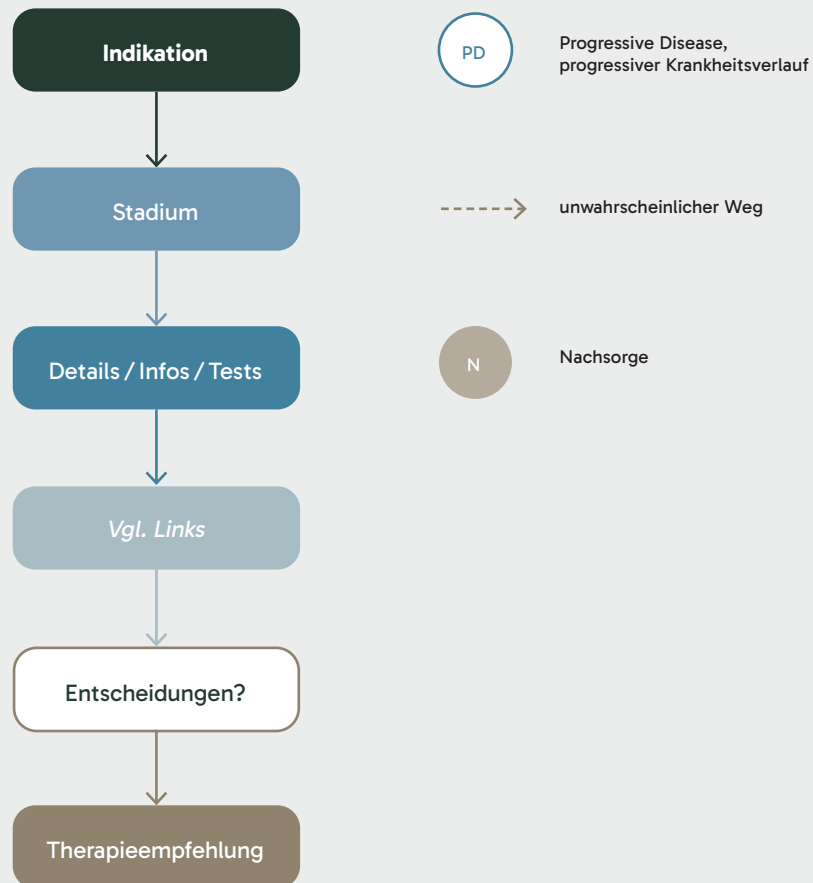 Indikation
Stadium
Details / Infos / Tests
Vgl. Links
Entscheidungen?
Therapieempfehlung
PD
Progressive Disease,
progressiver Krankheitsverlauf
unwahrscheinlicher Weg
N
Nachsorge